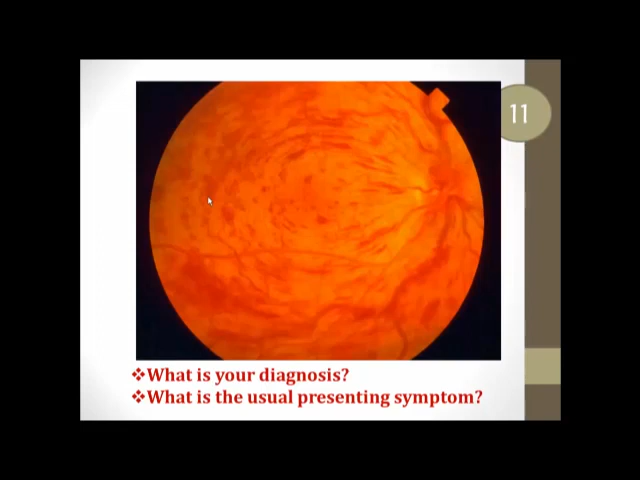 11
❖What is your diagnosis?
❖What is the usual presenting symptom?